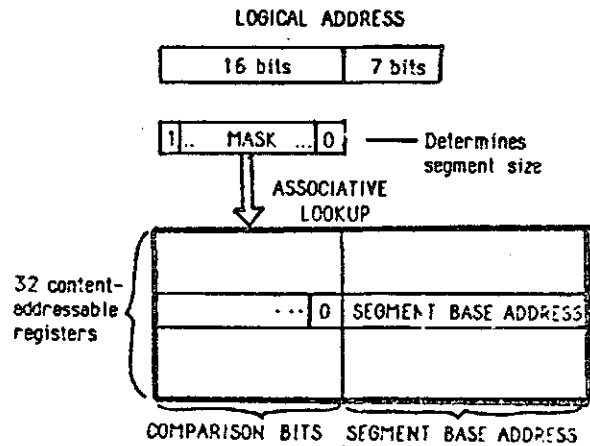 LOGICAL ADDRESS
16 bits 7 bits
1 .. MASK ... 0
Determines
segment size
ASSOCIATIVE
LOOKUP
32 content-
addressable
registers
... 0 SEGMENT BASE ADDRESS
COMPARISON BITS SEGMENT BASE ADDRESS